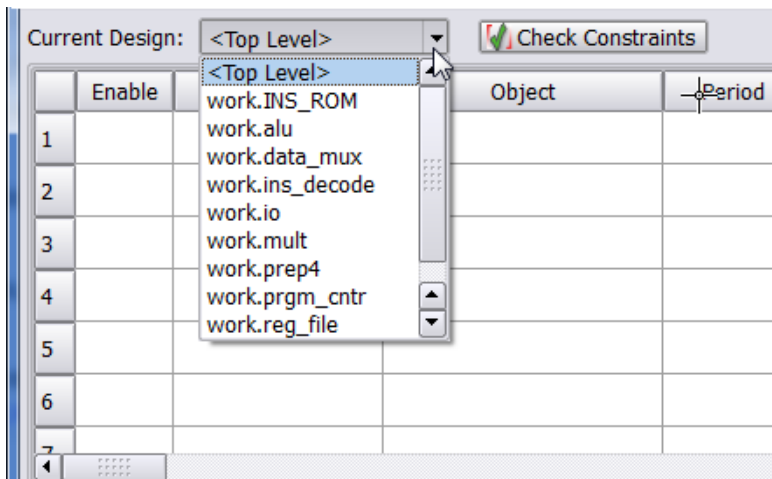 Current Design: <Top Level> Check Constraints
Enable Object Period
<Top Level>
work.INS_ROM
work.alu
work.data_mux
work.ins_decode
work.io
work.mult
work.prep4
work.prgm_cntr
work.reg_file
1
2
3
4
5
6
7